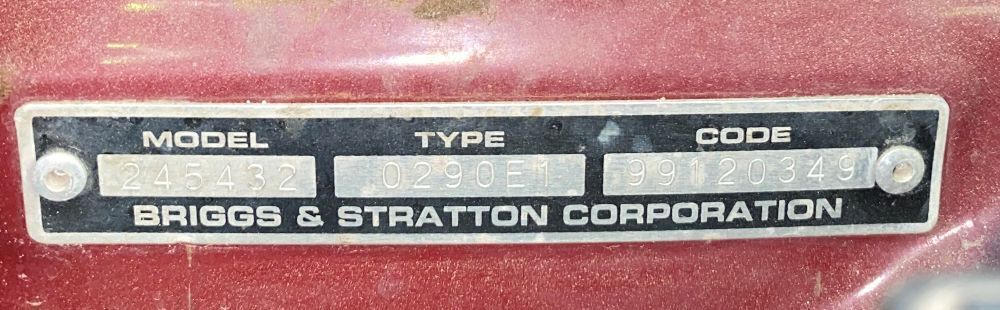 MODEL TYPE CODE
245432 0290E1 99120349
BRIGGS & STRATTON CORPORATION